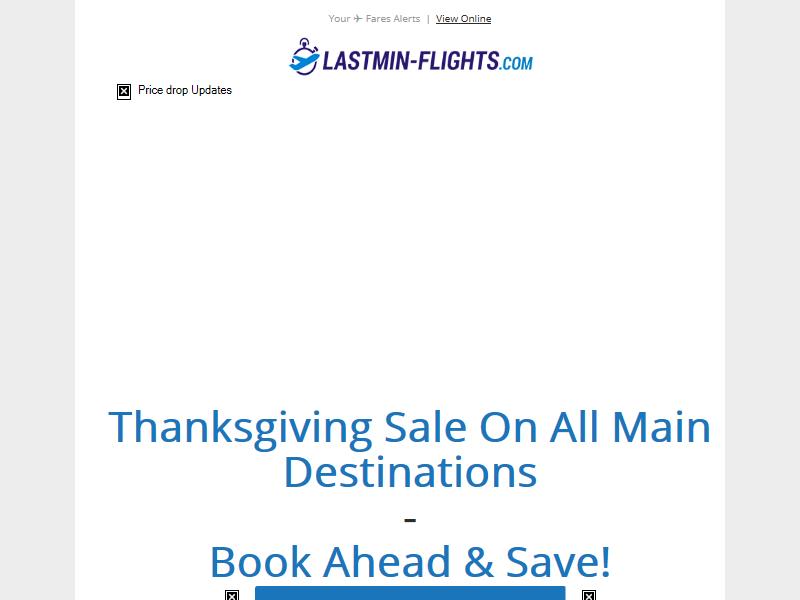 Your ✈ Fares Alerts | View Online
LASTMIN-FLIGHTS.COM
Price drop Updates
Thanksgiving Sale On All Main
Destinations
-
Book Ahead & Save!